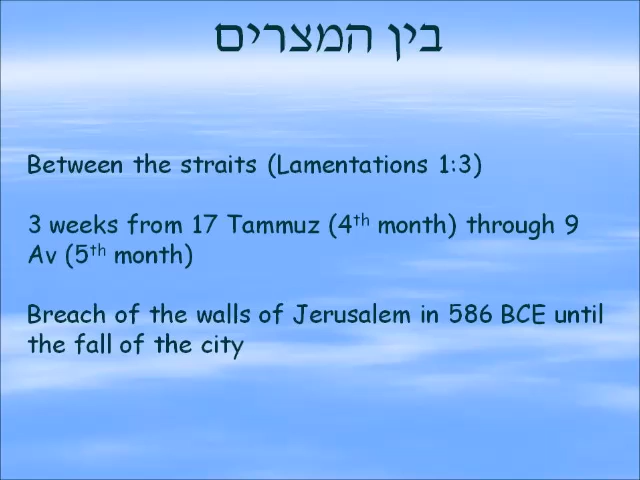 בין המצרים
Between the straits (Lamentations 1:3)
3 weeks from 17 Tammuz (4th month) through 9
Av (5th month)
Breach of the walls of Jerusalem in 586 BCE until
the fall of the city